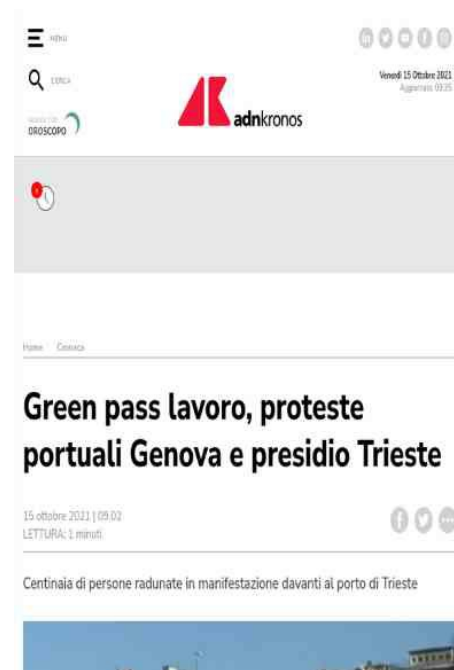 MENU
CERCA
Venerdì 15 Ottobre 2021
Aggiornato: 09:35
OROSCOPO
adnkronos
Home Cronaca
Green pass lavoro, proteste
portuali Genova e presidio Trieste
15 ottobre 2021 | 09.02
LETTURA: 1 minuti
Centinaia di persone radunate in manifestazione davanti al porto di Trieste